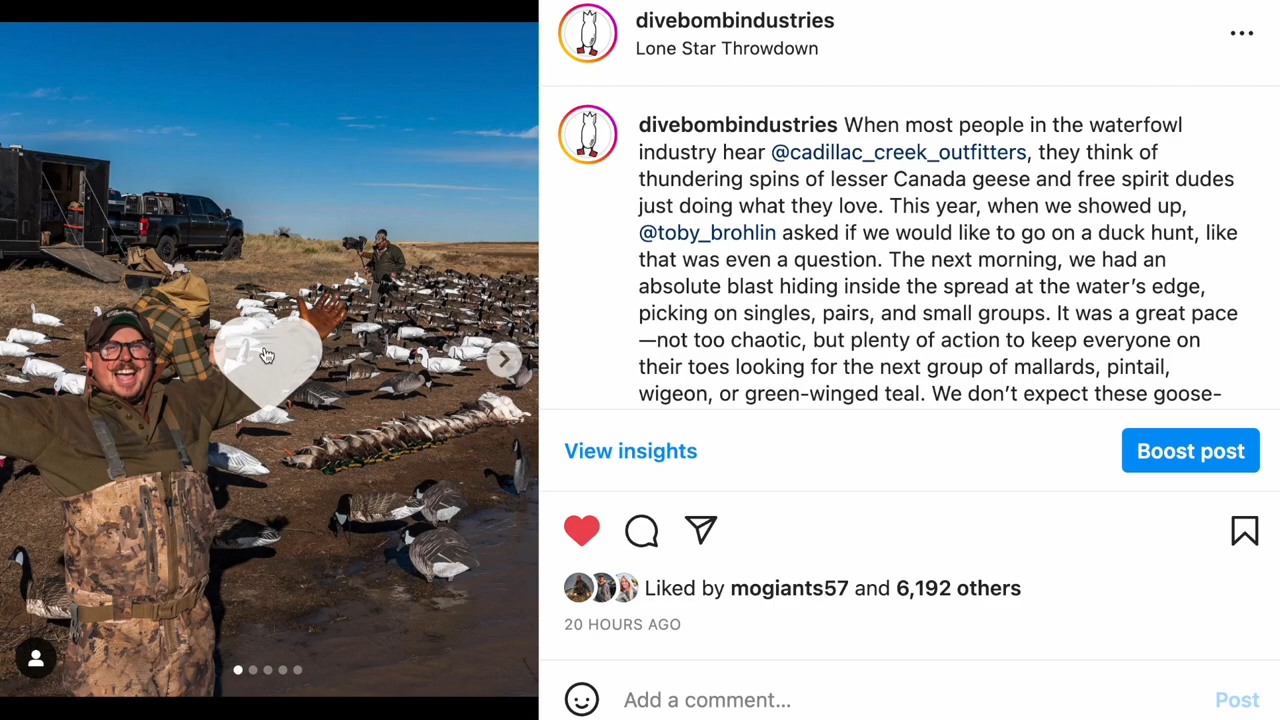 divebombindustries
Lone Star Throwdown
divebombindustries When most people in the waterfowl
industry hear @cadillac_creek_outfitters, they think of
thundering spins of lesser Canada geese and free spirit dudes
just doing what they love. This year, when we showed up,
@toby_brohlin asked if we would like to go on a duck hunt, like
that was even a question. The next morning, we had an
absolute blast hiding inside the spread at the water’s edge,
picking on singles, pairs, and small groups. It was a great pace
—not too chaotic, but plenty of action to keep everyone on
their toes looking for the next group of mallards, pintail,
wigeon, or green-winged teal. We don’t expect these goose-
View insights
Boost post
Liked by mogiants57 and 6,192 others
20 HOURS AGO
Add a comment...
Post